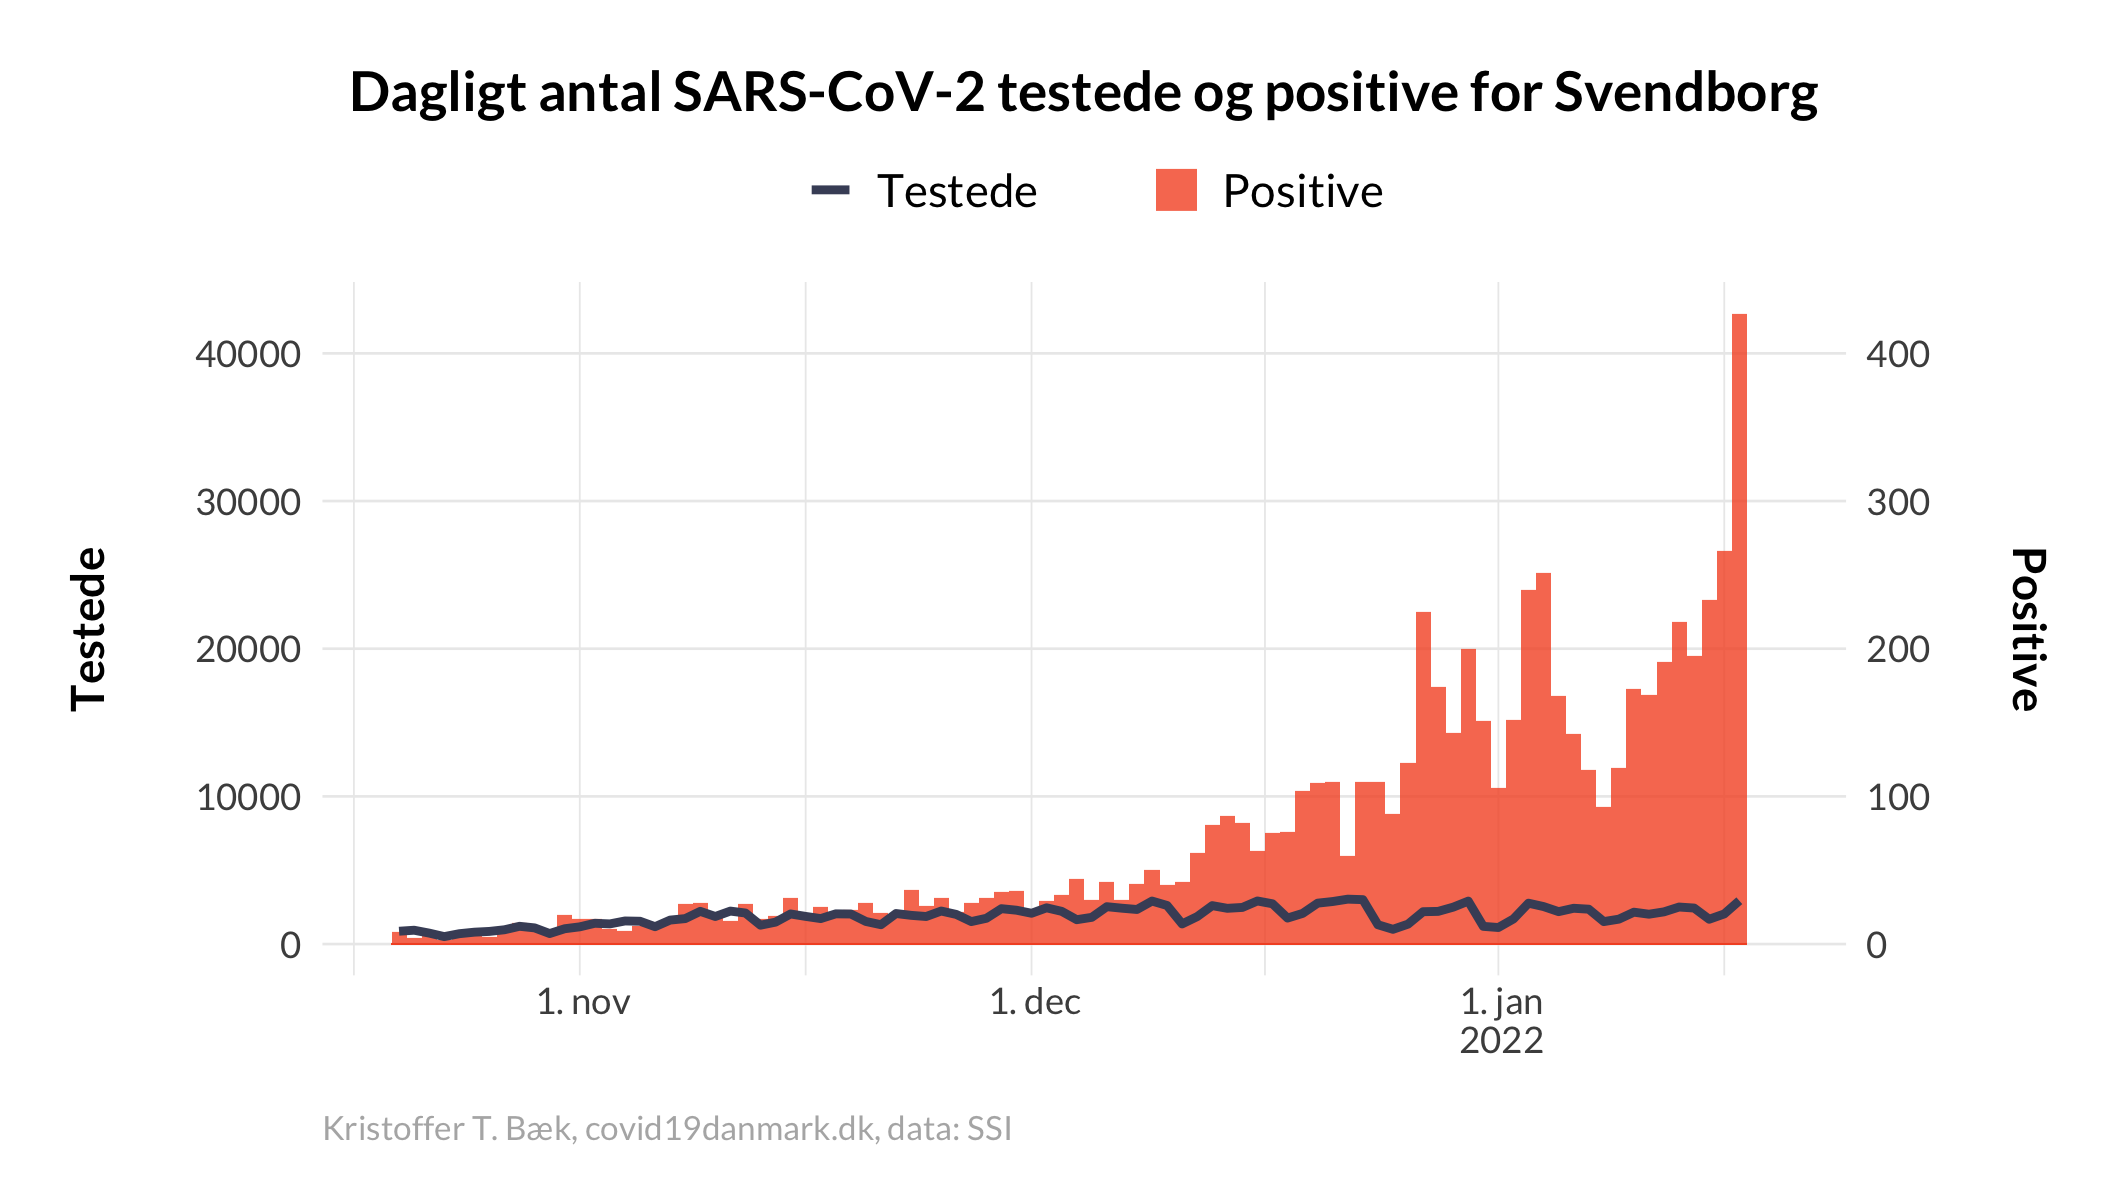 Dagligt antal SARS-CoV-2 testede og positive for Svendborg
Testede
Positive
40000
30000
20000
10000
0
400
300
200
100
0
Testede
Positive
1. nov
1. dec
1. jan
2022
Kristoffer T. Bæk, covid19danmark.dk, data: SSI